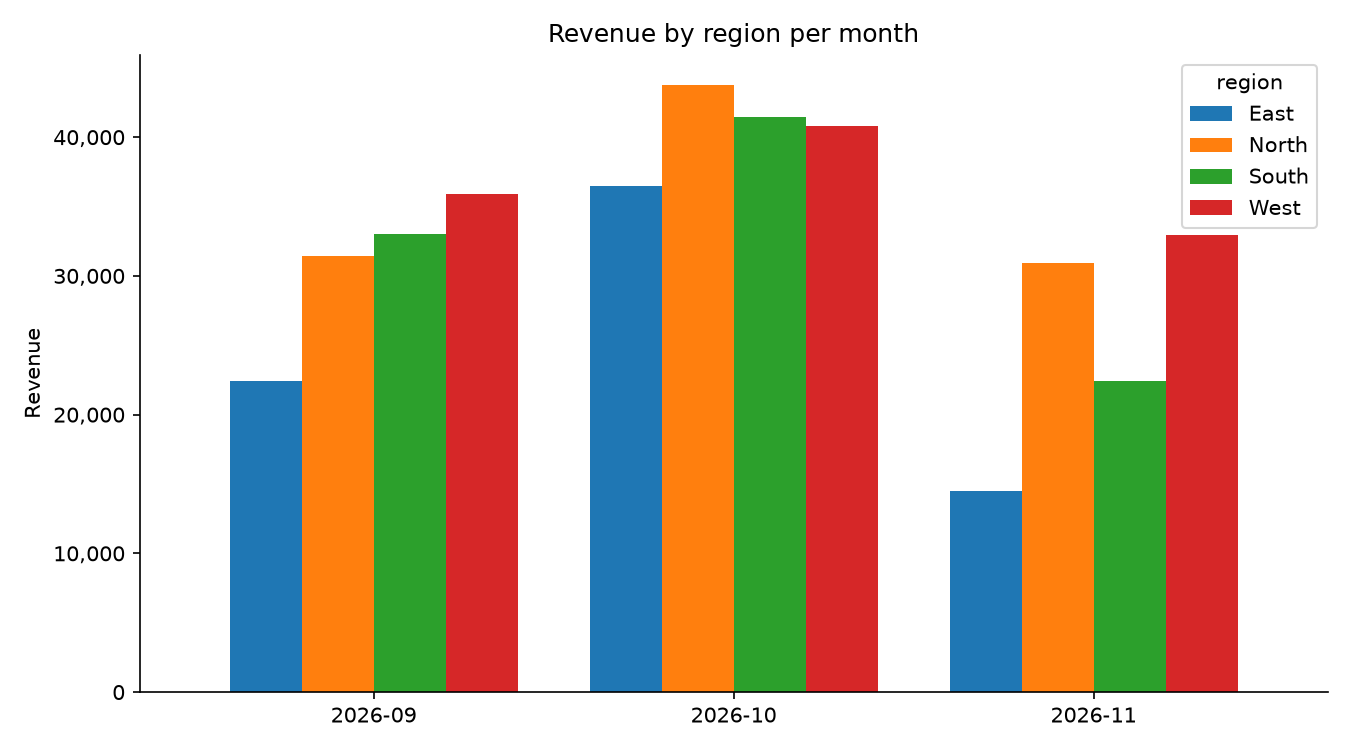 Revenue by region per month
region
East
North
South
West
Revenue
40,000
30,000
20,000
10,000
0
2026-09
2026-10
2026-11